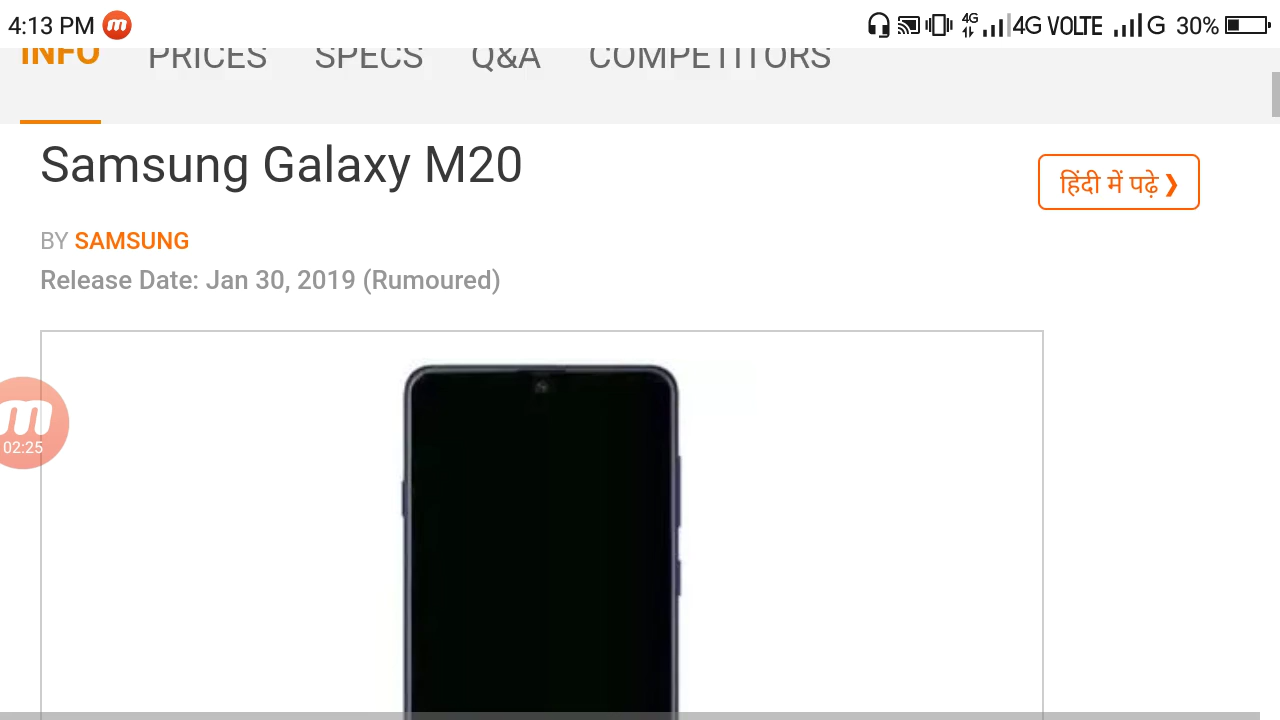 4:13 PM m 4G 4G VOLTE G 30%
INFO PRICES SPECS Q&A COMPETITORS
Samsung Galaxy M20
हिंदी में पढ़े ❯
BY SAMSUNG
Release Date: Jan 30, 2019 (Rumoured)
m
02:25